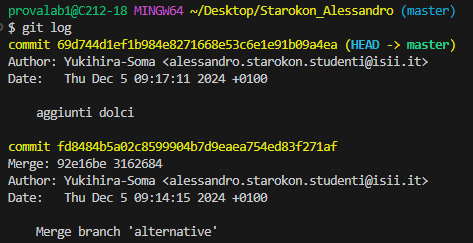 provalab1@C212-18 MINGW64 ~/Desktop/Starokon_Alessandro (master)
$ git log
commit 69d744d1ef1b984e8271668e53c6e1e91b09a4ea (HEAD -> master)
Author: Yukihira-Soma <alessandro.starokon.studenti@isii.it>
Date:   Thu Dec 5 09:17:11 2024 +0100
    aggiunti dolci
commit fd8484b5a02c8599904b7d9eaea754ed83f271af
Merge: 92e16be 3162684
Author: Yukihira-Soma <alessandro.starokon.studenti@isii.it>
Date:   Thu Dec 5 09:14:15 2024 +0100
    Merge branch 'alternative'